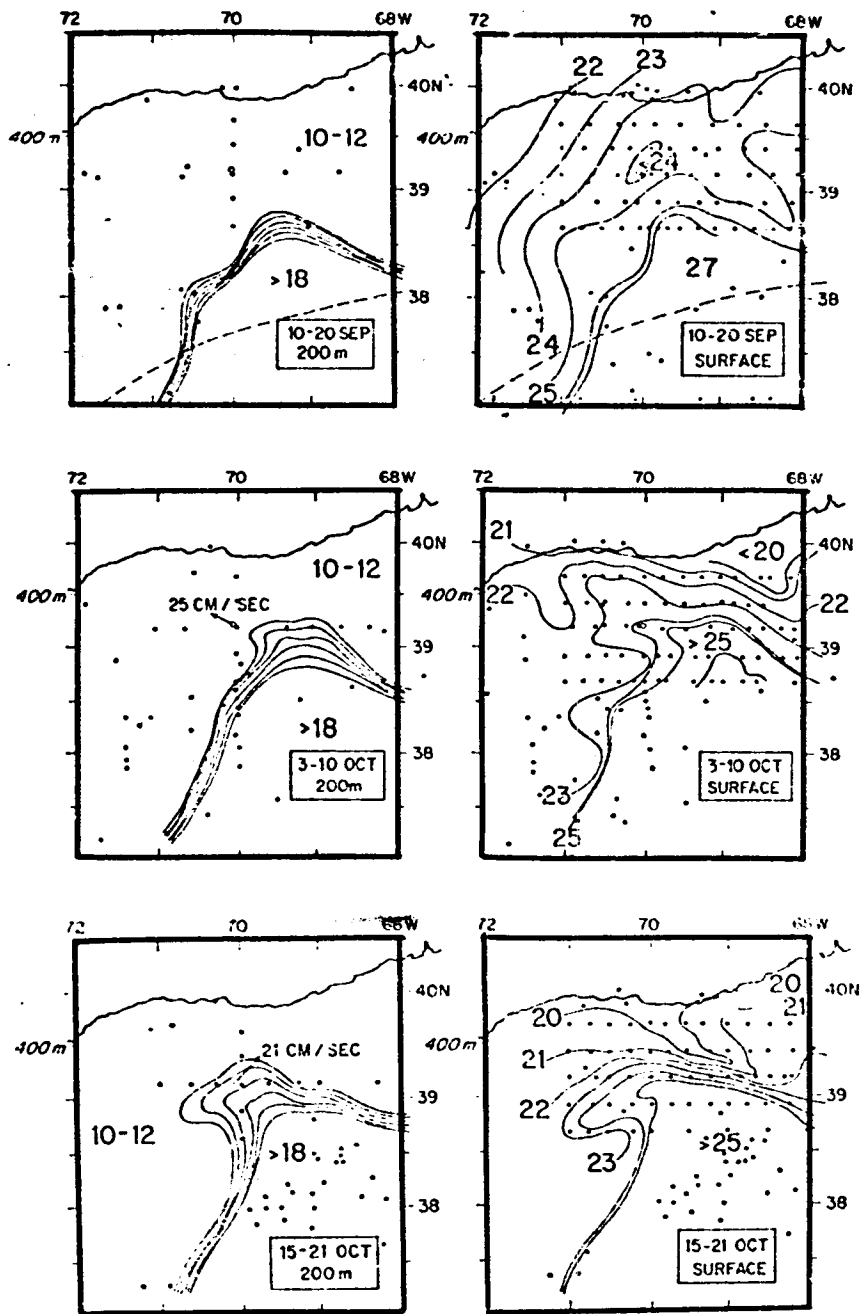 72 70 68W
40N
400m
10-12
39
>18
38
10-20 SEP
200m
72 70 68W
22 23
40N
400m
39
27
38
24
25
10-20 SEP
SURFACE
72 70 68W
40N
400m
10-12
25 CM/SEC
39
>18
38
3-10 OCT
200m
72 70 68W
21
40N
<20
400m
22
22
39
>25
38
23
25
3-10 OCT
SURFACE
72 70 68W
40N
400m
21 CM/SEC
39
10-12
>18
38
15-21 OCT
200m
72 70
20
40N
20
21
400m
21
39
22
23
>25
38
15-21 OCT
SURFACE